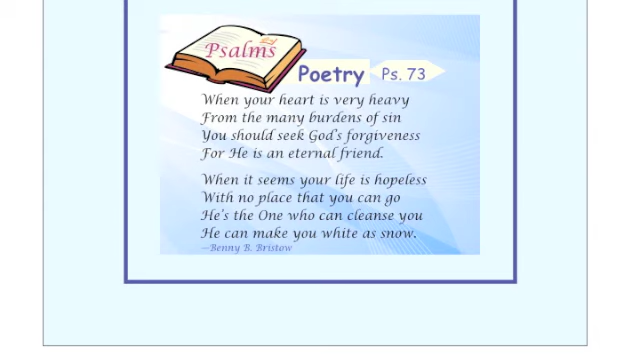 Psalms
Poetry Ps. 73
When your heart is very heavy
From the many burdens of sin
You should seek God's forgiveness
For He is an eternal friend.
When it seems your life is hopeless
With no place that you can go
He's the One who can cleanse you
He can make you white as snow.
—Benny B. Bristow